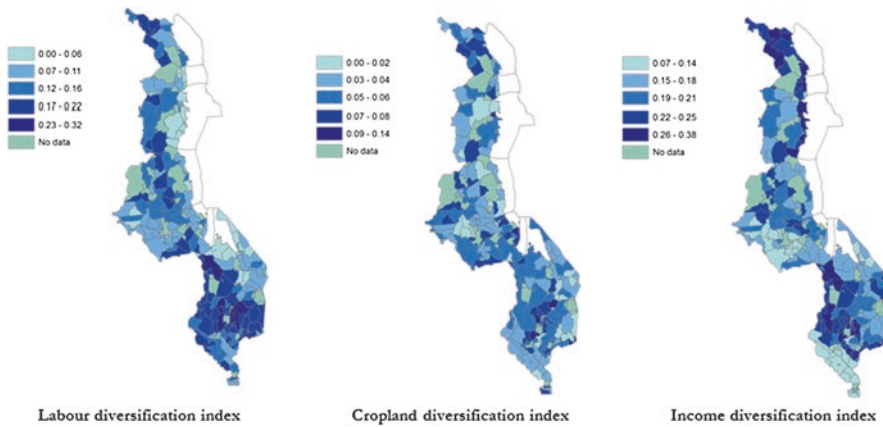 0.00 - 0.06
0.07 - 0.11
0.12 - 0.16
0.17 - 0.22
0.23 - 0.32
No data
Labour diversification index
0.00 - 0.02
0.03 - 0.04
0.05 - 0.06
0.07 - 0.08
0.09 - 0.14
No data
Cropland diversification index
0.07 - 0.14
0.15 - 0.18
0.19 - 0.21
0.22 - 0.25
0.26 - 0.38
No data
Income diversification index